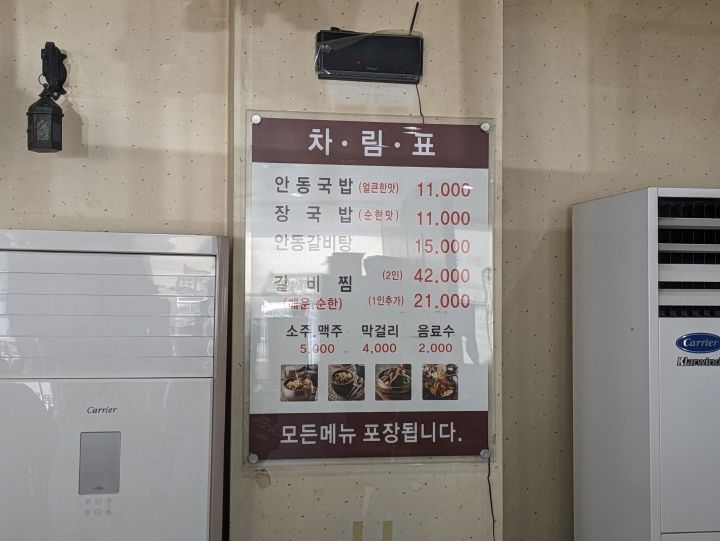 차·림·표
안동국밥 (얼큰한맛) 11.000
장국밥 (순한맛) 11.000
안동갈비탕 15.000
갈비찜 (2인) 42.000
(매운,순한) (1인추가) 21.000
소주.맥주 막걸리 음료수
5.000 4.000 2.000
모든메뉴 포장됩니다.
Carrier
Carrier
Klarwind